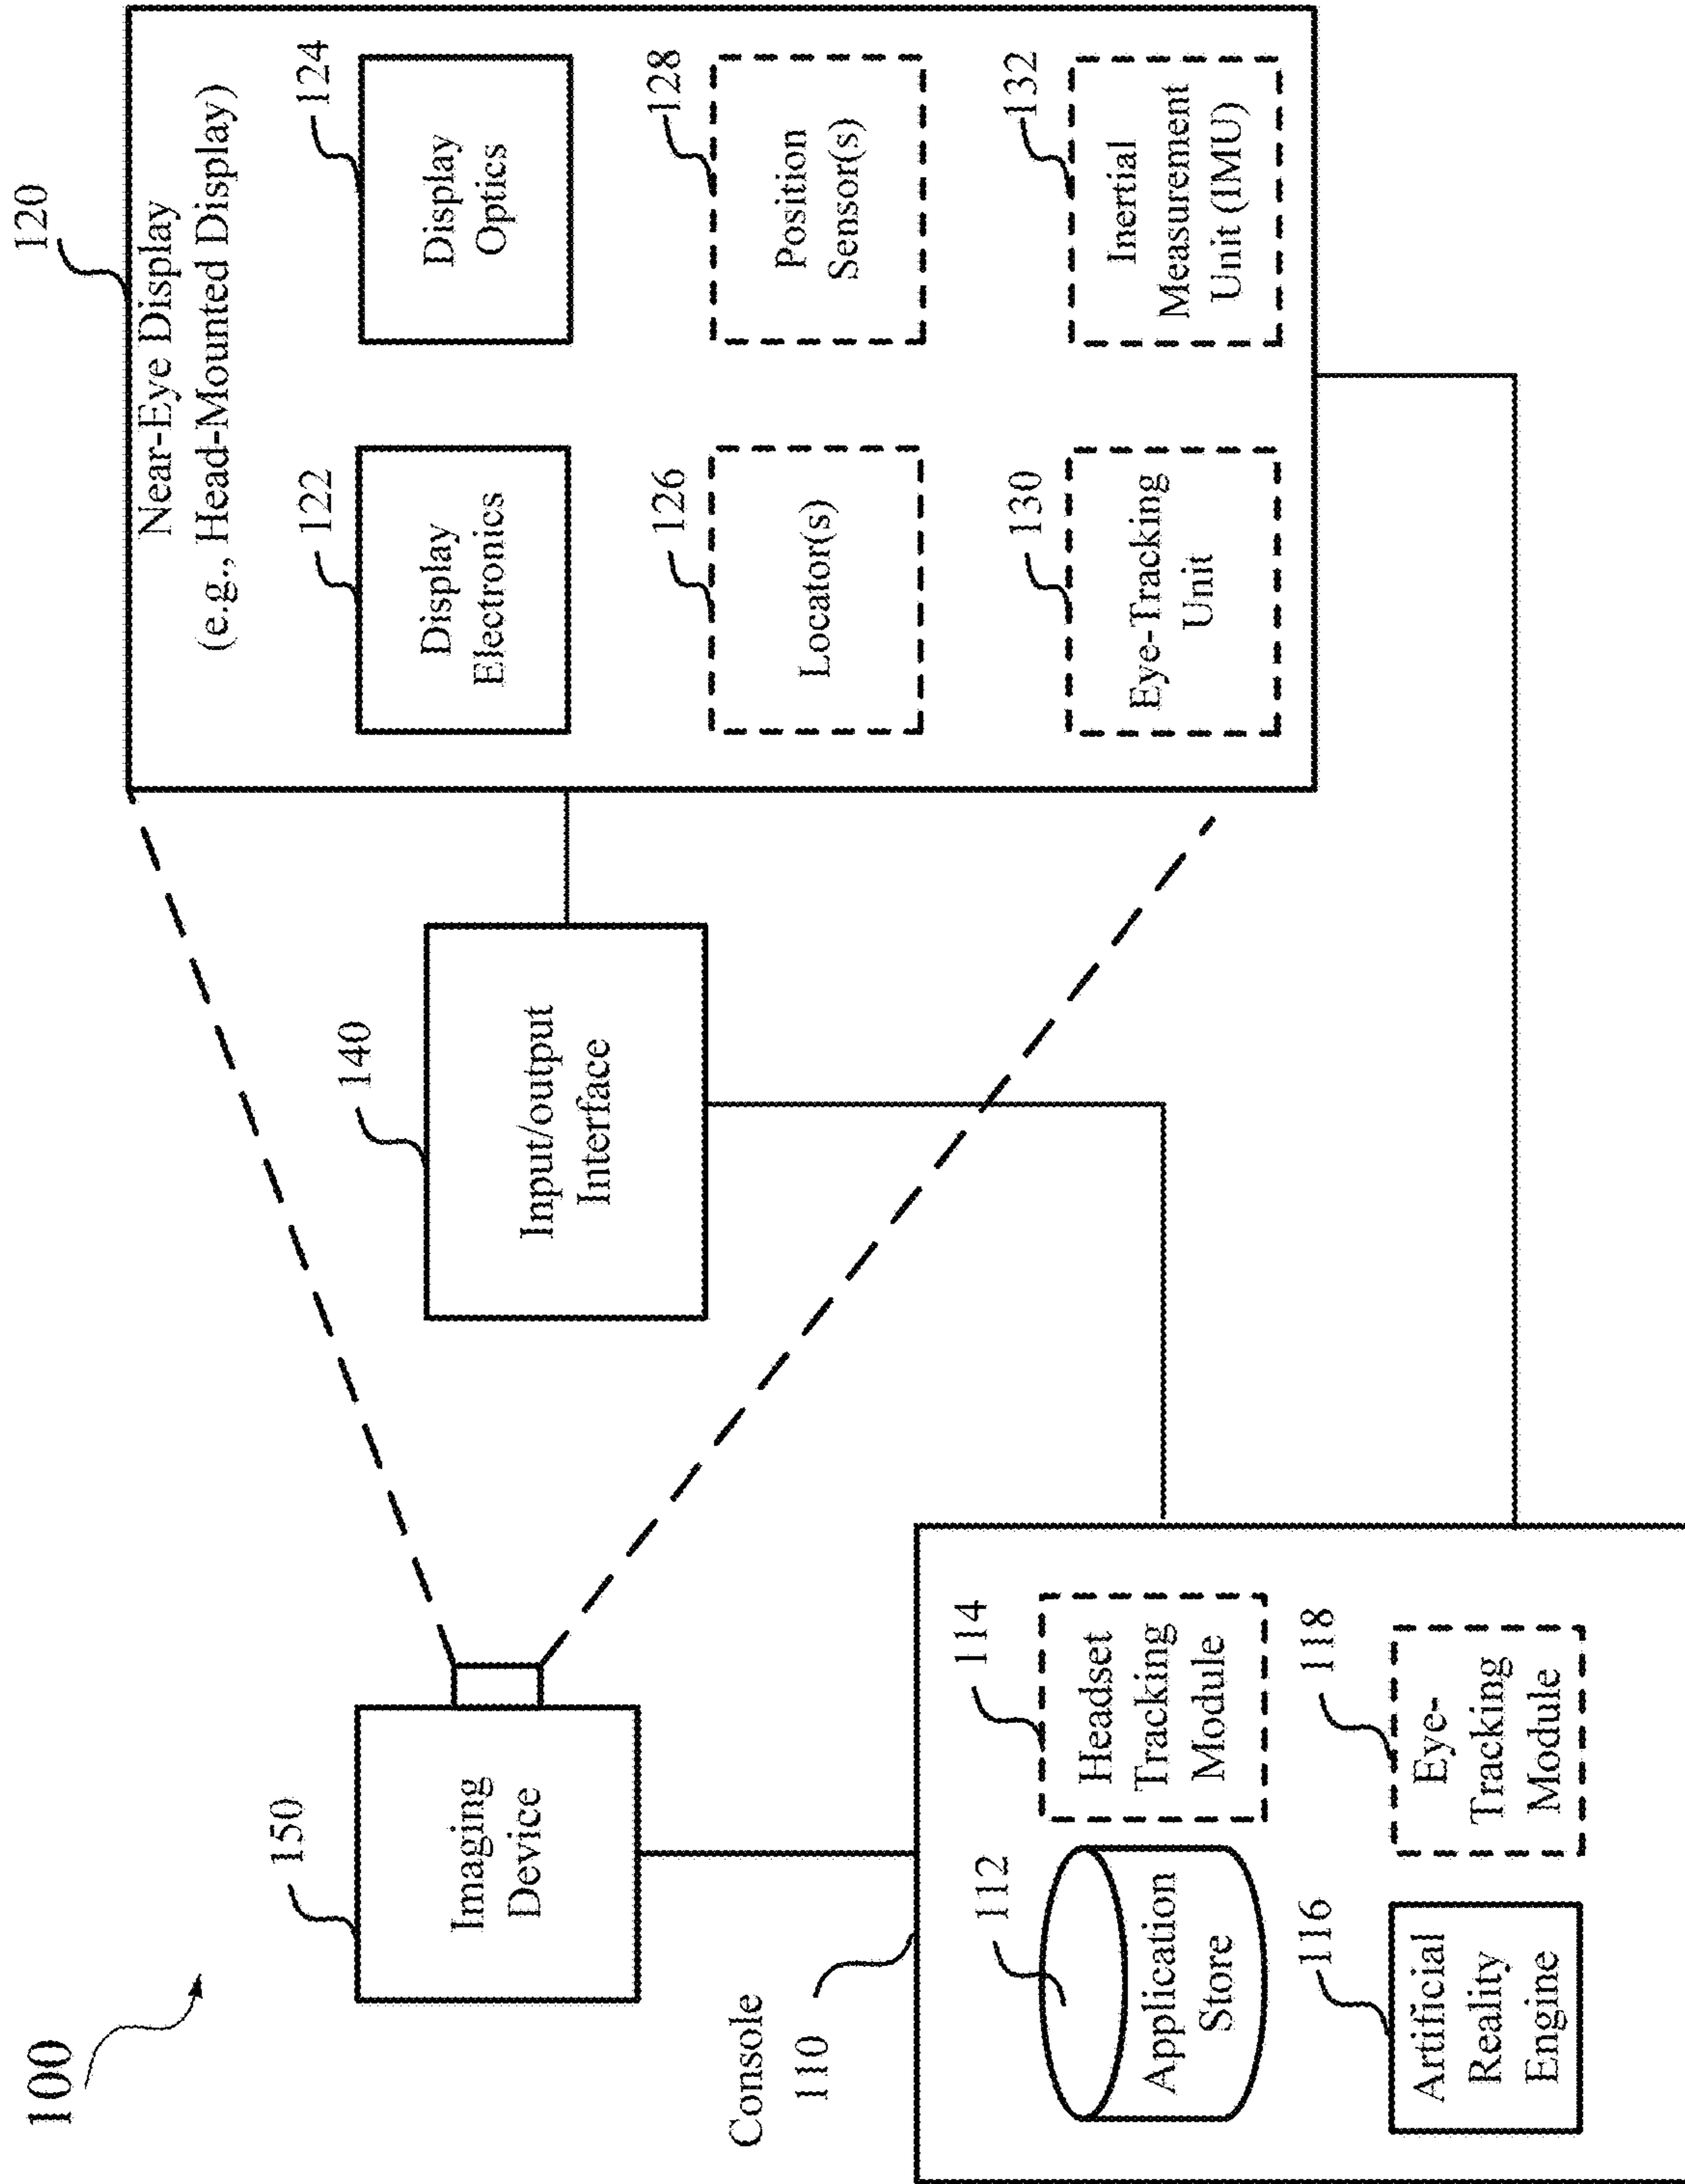 100
120
Near-Eye Display
(e.g., Head-Mounted Display)
150
Imaging
Device
140
Input/output
Interface
122
Display
Electronics
124
Display
Optics
126
Locator(s)
128
Position
Sensor(s)
130
Eye-Tracking
Unit
132
Inertial
Measurement
Unit (IMU)
Console
110
112
Application
Store
114
Headset
Tracking
Module
116
Artificial
Reality
Engine
118
Eye-
Tracking
Module